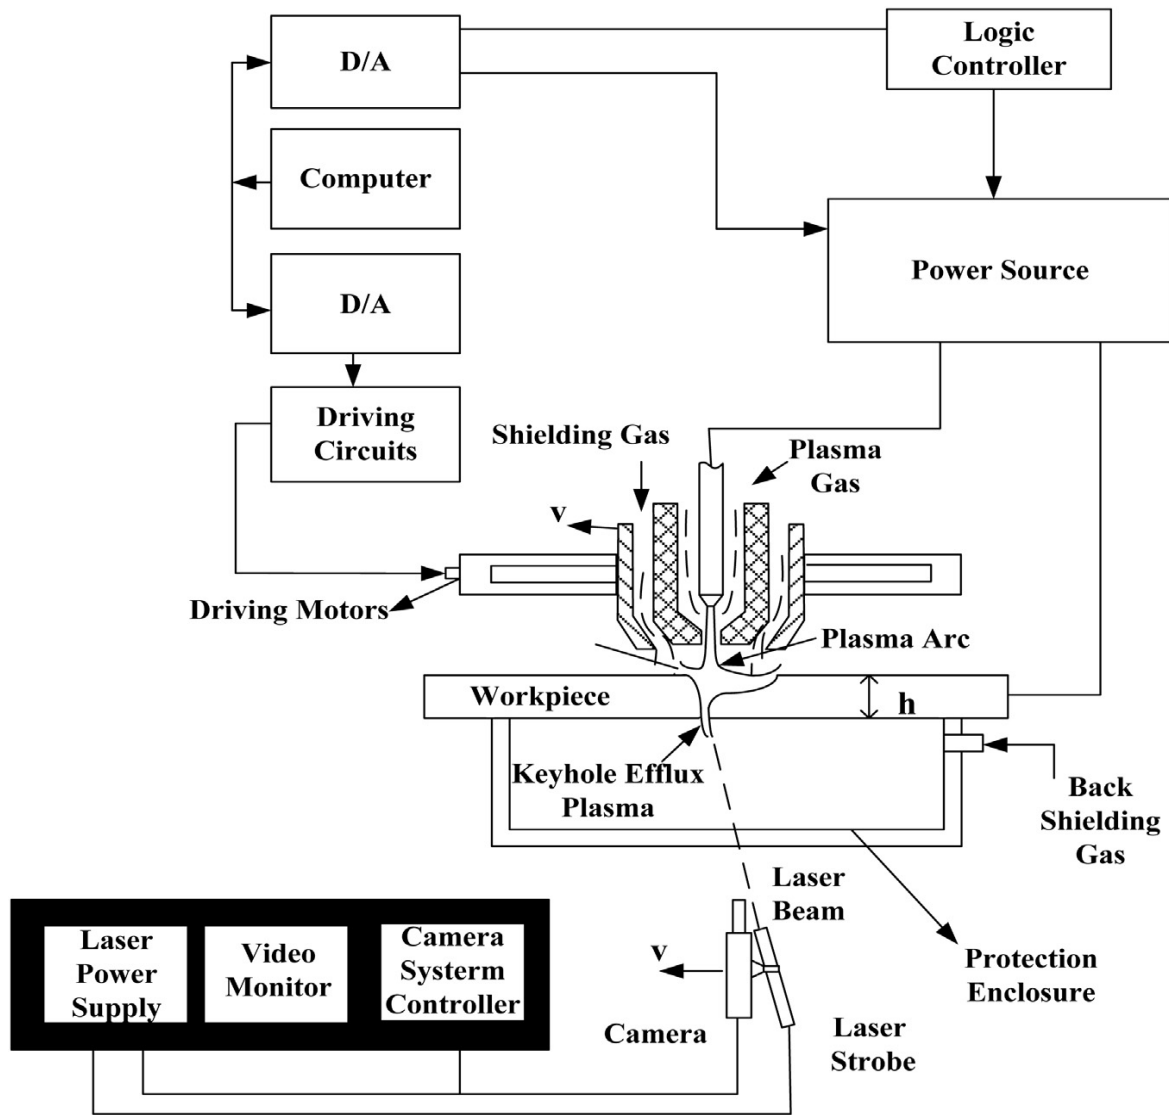 D/A
Logic
Controller
Computer
D/A
Power Source
Driving
Circuits
Shielding Gas
Plasma
Gas
v
Driving Motors
Plasma Arc
Workpiece
h
Keyhole Efflux
Plasma
Back
Shielding
Gas
Laser
Beam
Laser
Power
Supply
Video
Monitor
Camera
Systerm
Controller
v
Protection
Enclosure
Camera
Laser
Strobe